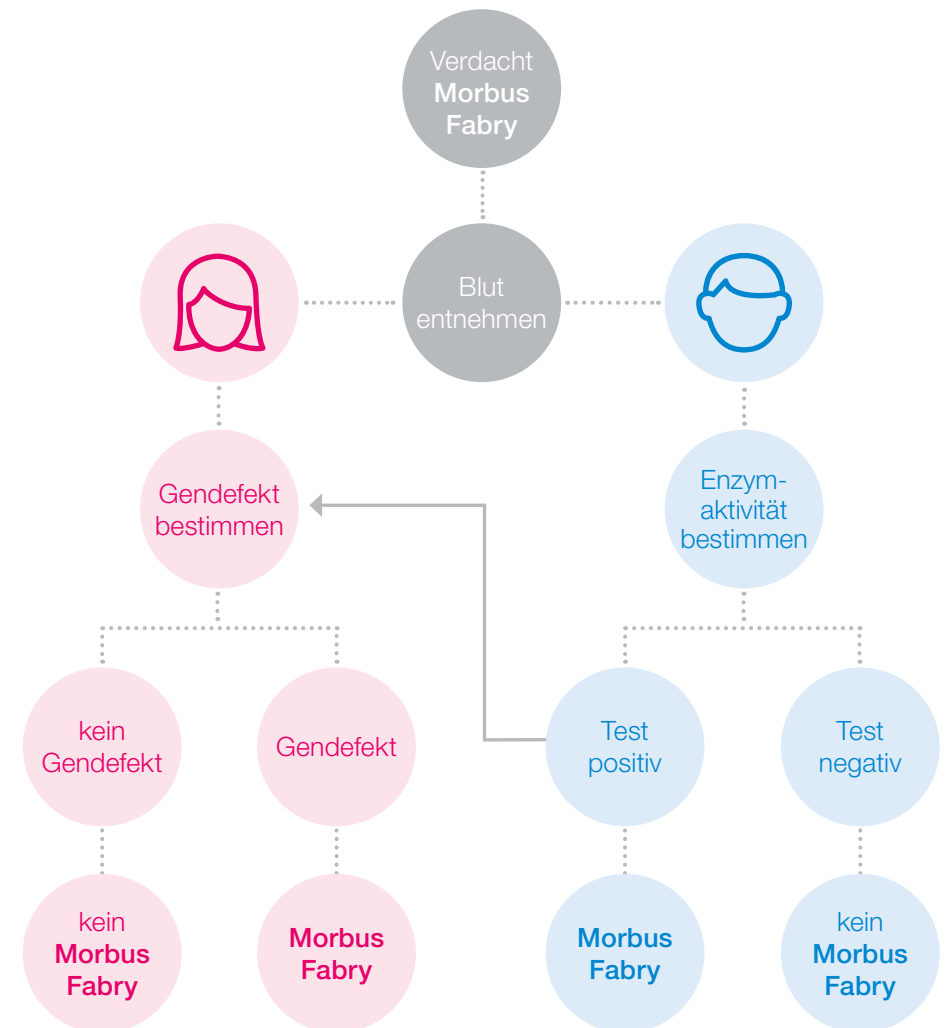 Verdacht
Morbus
Fabry
Blut
entnehmen
Gendefekt
bestimmen
Enzym-
aktivität
bestimmen
kein
Gendefekt
Gendefekt
Test
positiv
Test
negativ
kein
Morbus
Fabry
Morbus
Fabry
Morbus
Fabry
kein
Morbus
Fabry